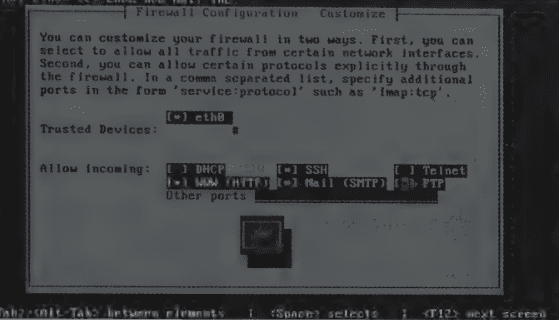 Firewall Configuration Customize
You can customize your firewall in two ways. First, you can
select to allow all traffic from certain network interfaces.
Second, you can allow certain protocols explicitly through
the firewall. In a comma separated list, specify additional
ports in the form 'service:protocol' such as 'imap:tcp'.
[*] eth0
Trusted Devices:
Allow incoming: [ ] DHCP [*] SSH [ ] Telnet
[*] WWW (HTTP) [*] Mail (SMTP) FTP
Other ports
<Alt-Tab> between elements | <Space> selects | <F12> next screen